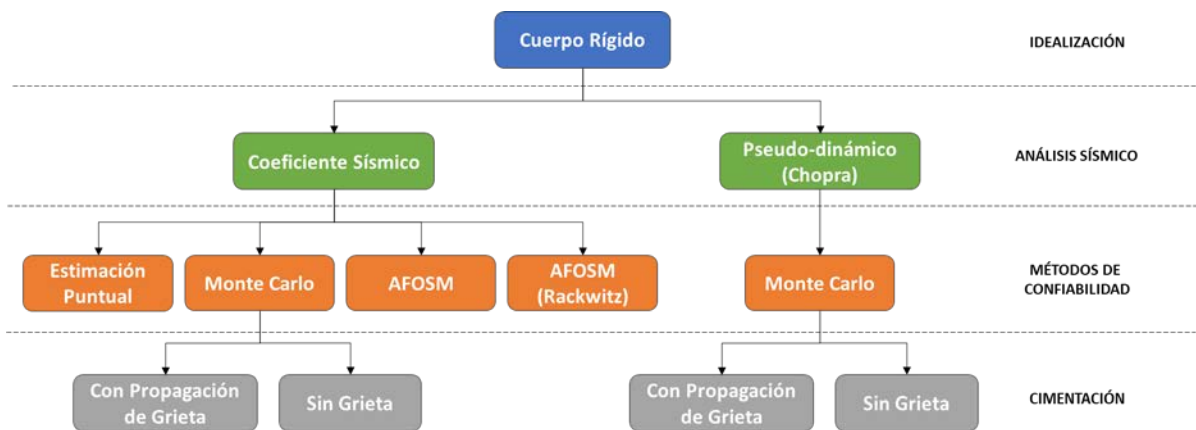 Cuerpo Rígido
IDEALIZACIÓN
Coeficiente Sísmico
Pseudo-dinámico
(Chopra)
ANÁLISIS SÍSMICO
Estimación
Puntual
Monte Carlo
AFOSM
AFOSM
(Rackwitz)
Monte Carlo
MÉTODOS DE
CONFIABILIDAD
Con Propagación
de Grieta
Sin Grieta
Con Propagación
de Grieta
Sin Grieta
CIMENTACIÓN